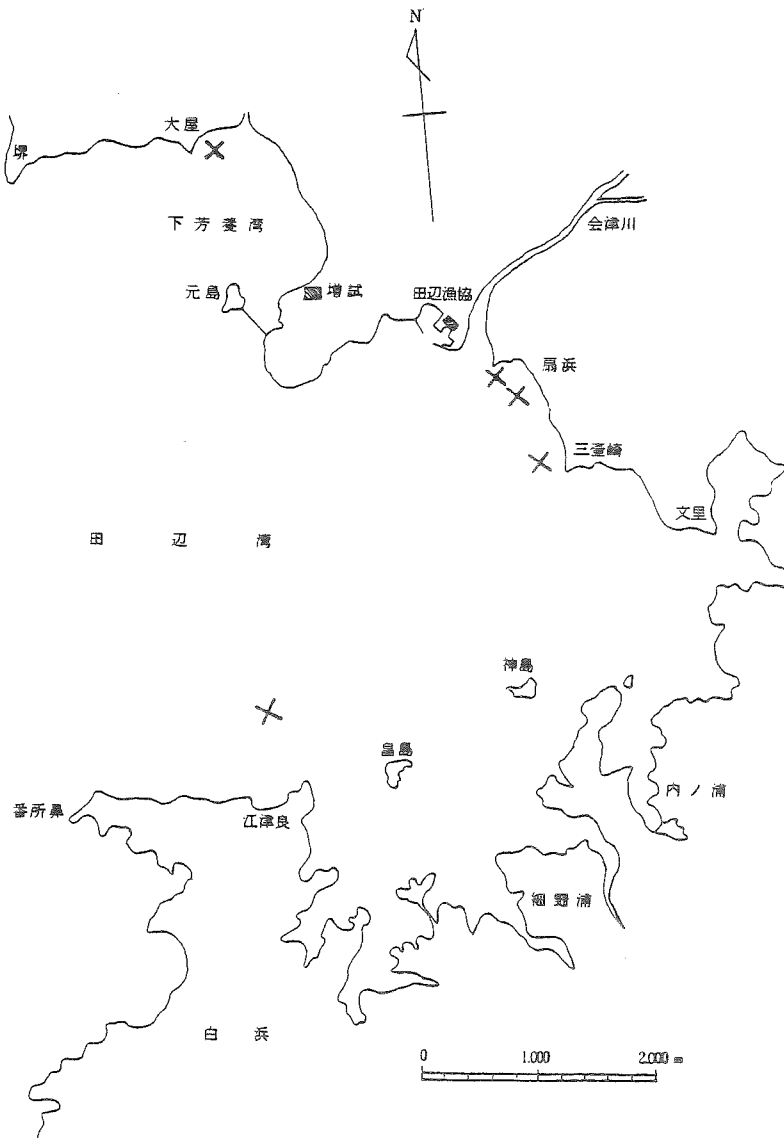 N
大屋
堺
下芳養湾
会津川
元島
増試
田辺漁協
扇浜
三壷崎
文里
田辺湾
神島
畠島
内ノ浦
番所鼻
江津良
細野浦
白浜
0 1.000 2.000 m